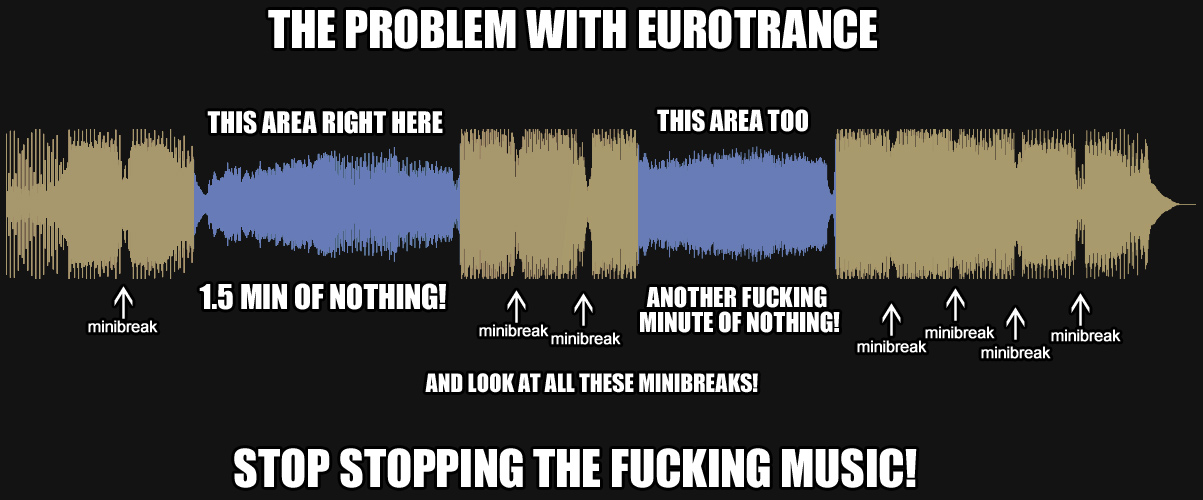 THE PROBLEM WITH EUROTRANCE
THIS AREA RIGHT HERE
THIS AREA TOO
1.5 MIN OF NOTHING!
ANOTHER FUCKING
MINUTE OF NOTHING!
minibreak
minibreak
minibreak
minibreak
minibreak
minibreak
minibreak
AND LOOK AT ALL THESE MINIBREAKS!
STOP STOPPING THE FUCKING MUSIC!